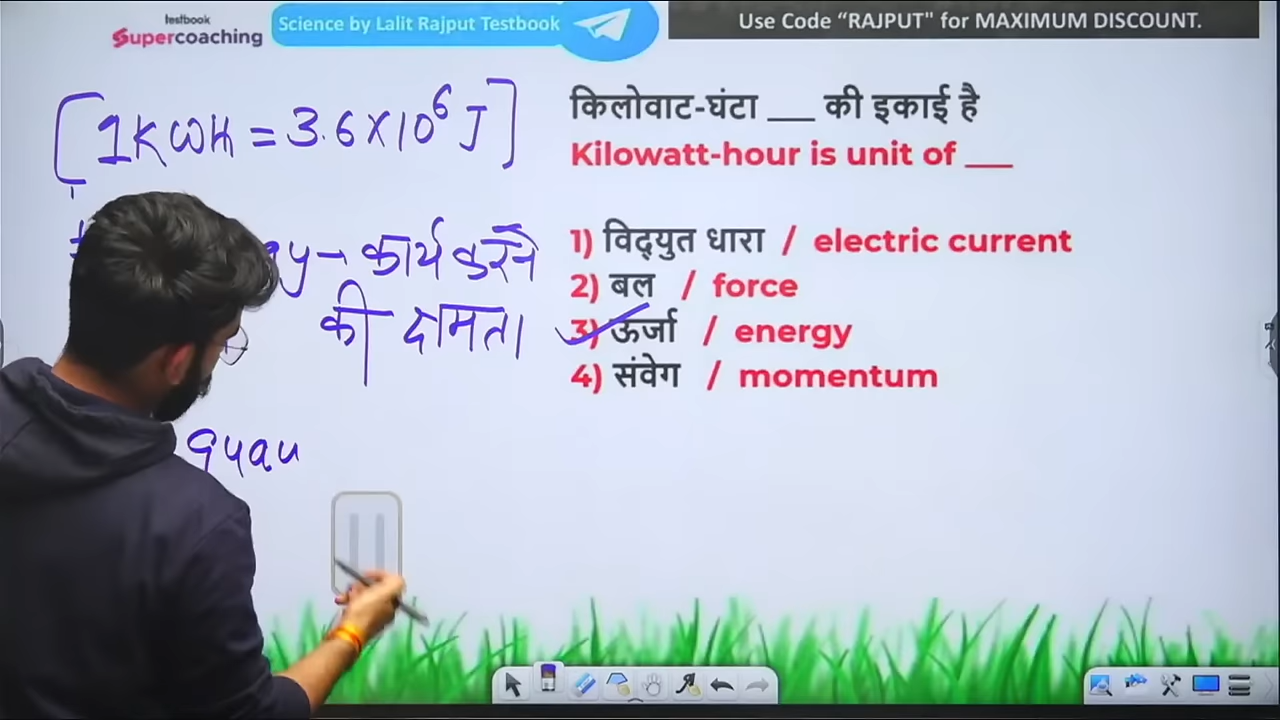 testbook
Supercoaching
Science by Lalit Rajput Testbook
Use Code “RAJPUT" for MAXIMUM DISCOUNT.
[1KWH = 3.6×10⁶ J]
किलोवाट-घंटा ___ की इकाई है
Kilowatt-hour is unit of ___
gy - कार्य करने
की क्षमता
1) विद्युत धारा / electric current
2) बल / force
3) ऊर्जा / energy
4) संवेग / momentum